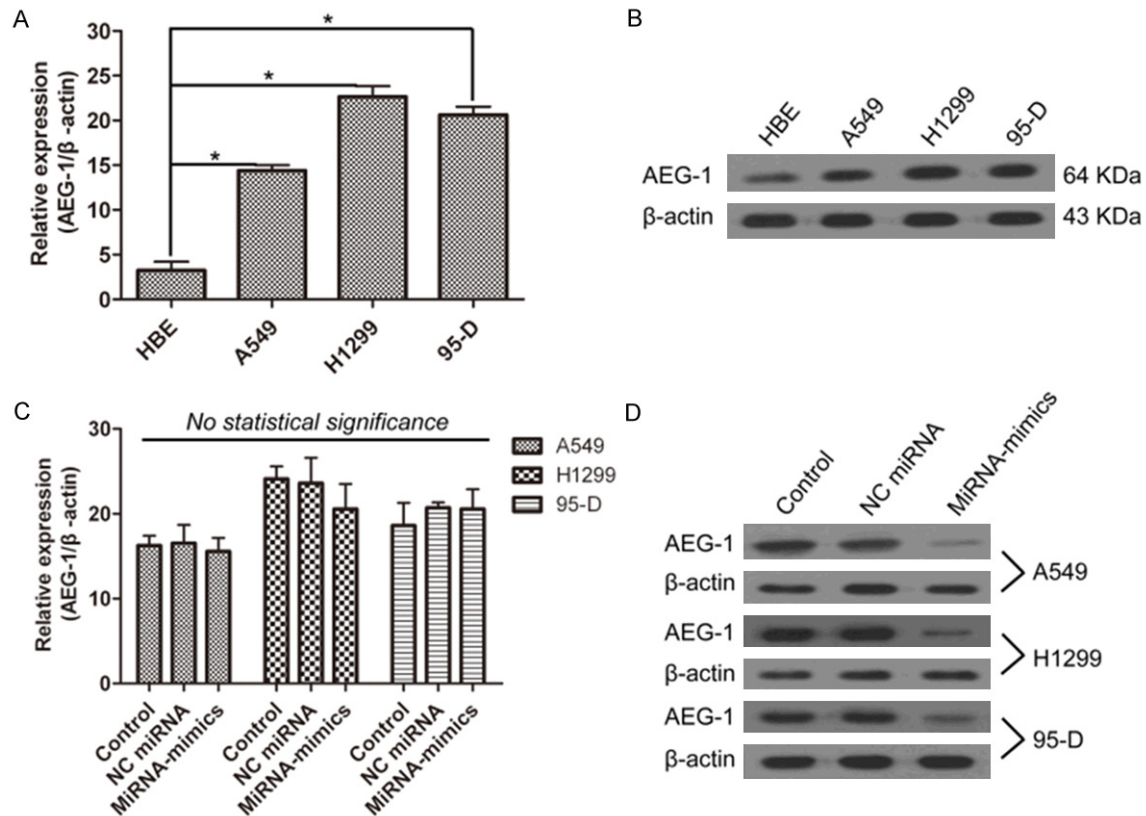 A
Relative expression
(AEG-1/β -actin)
30
25
20
15
10
5
0
*
*
*
HBE
A549
H1299
95-D
B
HBE
A549
H1299
95-D
AEG-1
64 KDa
β-actin
43 KDa
C
No statistical significance
Relative expression
(AEG-1/β -actin)
30
20
10
0
A549
H1299
95-D
Control
NC miRNA
MiRNA-mimics
Control
NC miRNA
MiRNA-mimics
Control
NC miRNA
MiRNA-mimics
D
Control
NC miRNA
MiRNA-mimics
AEG-1
β-actin
A549
AEG-1
β-actin
H1299
AEG-1
β-actin
95-D